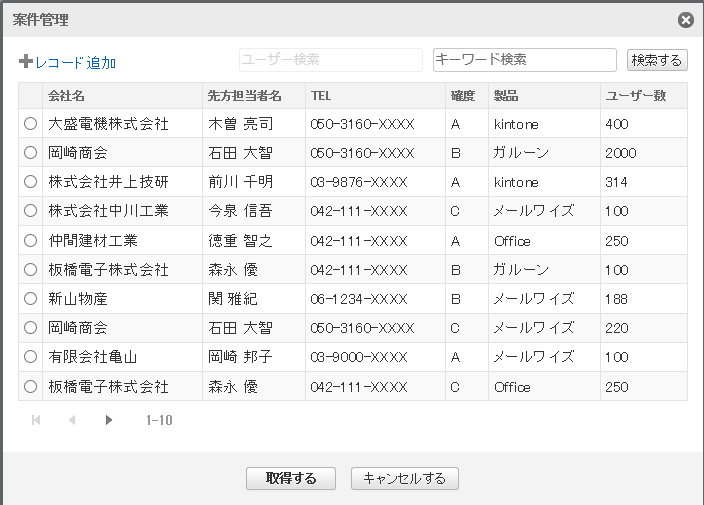 案件管理
レコード追加 ユーザー検索 キーワード検索 検索する
会社名 先方担当者名 TEL 確度 製品 ユーザー数
大盛電機株式会社 木曽 亮司 050-3160-XXXX A kintone 400
岡崎商会 石田 大智 050-3160-XXXX B ガルーン 2000
株式会社井上技研 前川 千明 03-9876-XXXX A kintone 314
株式会社中川工業 今泉 信吾 042-111-XXXX C メールワイズ 100
仲間建材工業 徳重 智之 042-111-XXXX A Office 250
板橋電子株式会社 森永 優 042-111-XXXX B ガルーン 100
新山物産 関 雅紀 06-1234-XXXX B メールワイズ 188
岡崎商会 石田 大智 050-3160-XXXX C メールワイズ 220
有限会社亀山 岡崎 邦子 03-9000-XXXX A メールワイズ 100
板橋電子株式会社 森永 優 042-111-XXXX C Office 250
1-10
取得する キャンセルする